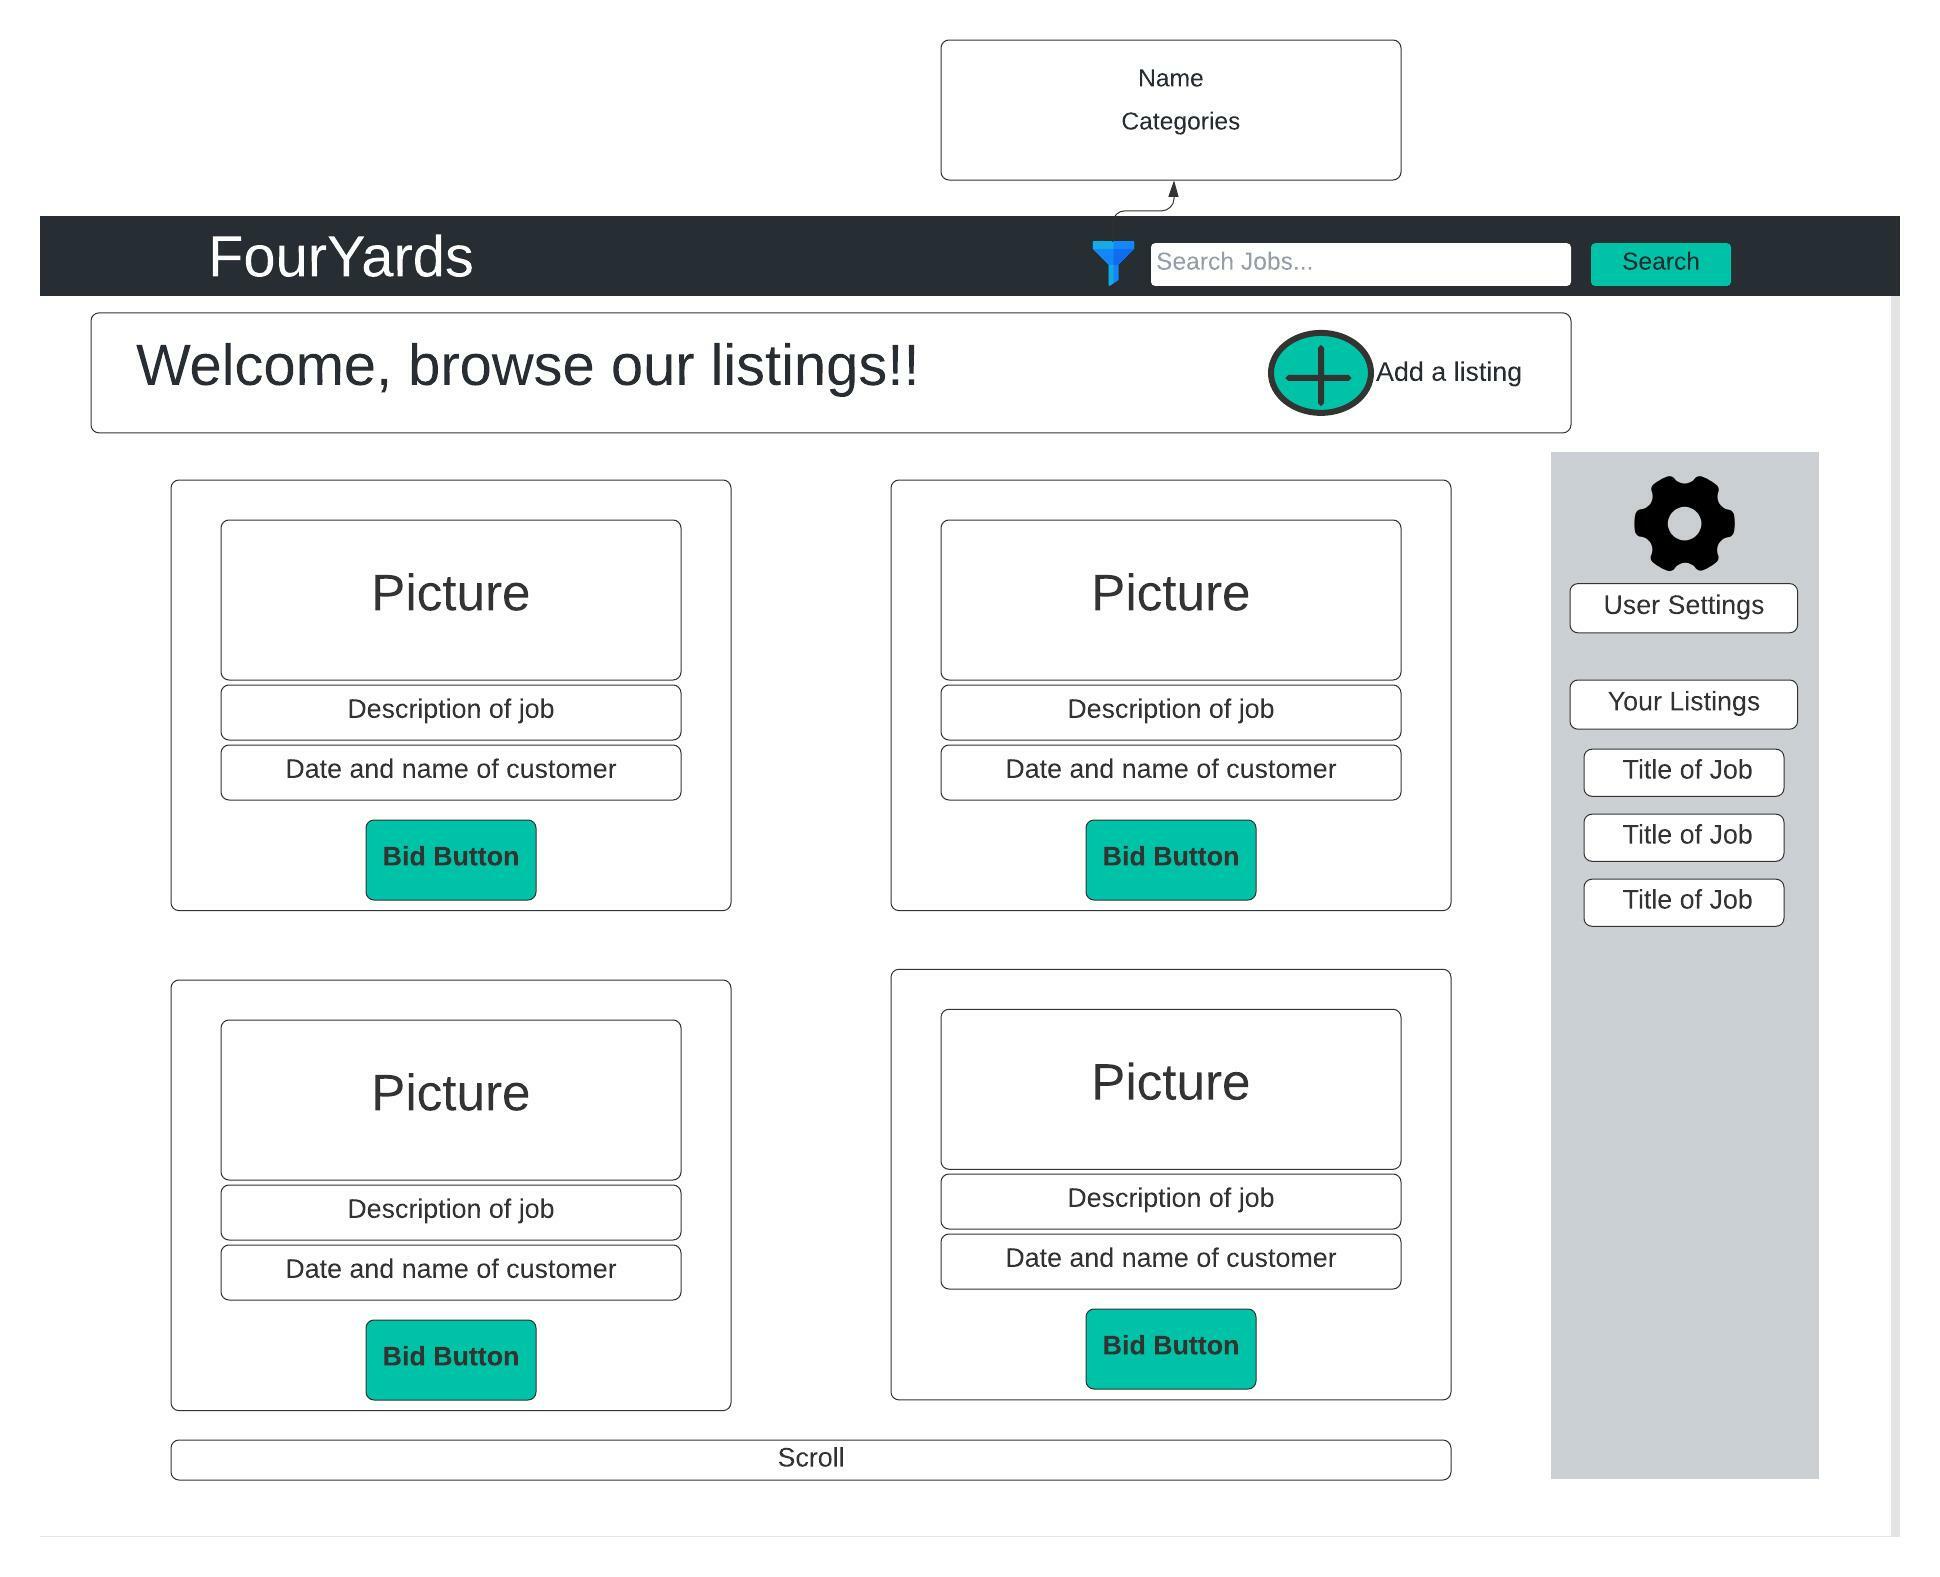 Name
Categories
FourYards
Search Jobs...
Search
Welcome, browse our listings!!
Add a listing
Picture
Description of job
Date and name of customer
Bid Button
Picture
Description of job
Date and name of customer
Bid Button
User Settings
Your Listings
Title of Job
Title of Job
Title of Job
Picture
Description of job
Date and name of customer
Bid Button
Picture
Description of job
Date and name of customer
Bid Button
Scroll